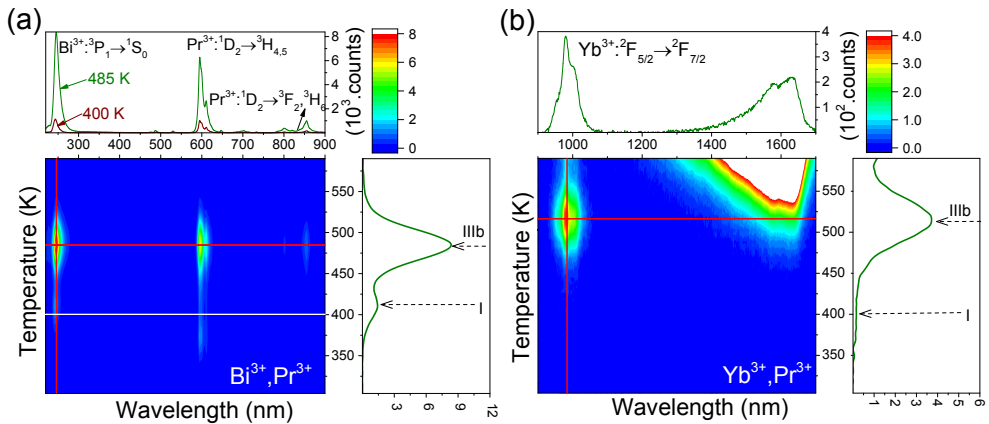 (a)
Bi³⁺:³P₁→¹S₀
Pr³⁺:¹D₂→³H₄,₅
485 K
Pr³⁺:¹D₂→³F₂,³H₆
400 K
200 300 400 500 600 700 800 900
8
6
4
2
0
(10³.counts)
8
6
4
2
0
Temperature (K)
550
500
450
400
350
IIIb
I
Bi³⁺,Pr³⁺
Wavelength (nm)
3 6 9 12
(b)
Yb³⁺:²F₅/₂→²F₇/₂
1000 1200 1400 1600
4
3
2
1
(10².counts)
4.0
3.0
2.0
1.0
0.0
Temperature (K)
550
500
450
400
350
IIIb
I
Yb³⁺,Pr³⁺
Wavelength (nm)
1 2 3 4 5 6